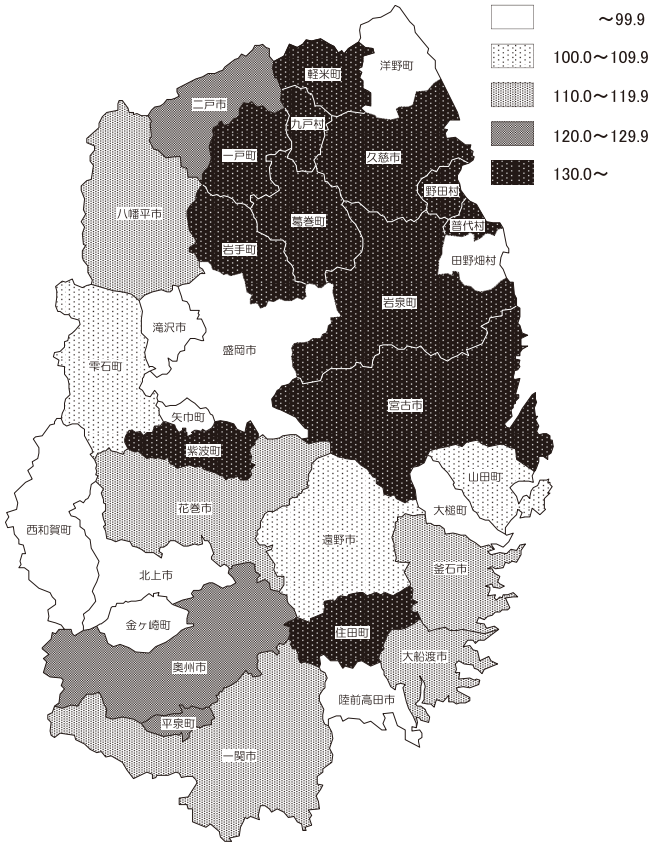 ～99.9
100.0～109.9
110.0～119.9
120.0～129.9
130.0～
洋野町
軽米町
二戸市
九戸村
一戸町
久慈市
野田村
八幡平市
葛巻町
普代村
岩手町
田野畑村
岩泉町
滝沢市
盛岡市
雫石町
宮古市
矢巾町
紫波町
山田町
花巻市
大槌町
西和賀町
遠野市
釜石市
北上市
金ヶ崎町
住田町
大船渡市
奥州市
陸前高田市
平泉町
一関市